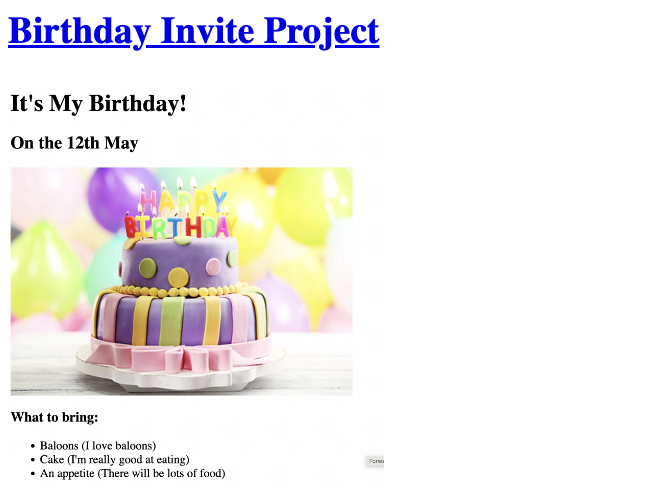 Birthday Invite Project
It's My Birthday!
On the 12th May
HAPPY
BIRTHDAY
What to bring:
Baloons (I love baloons)
Cake (I'm really good at eating)
An appetite (There will be lots of food)